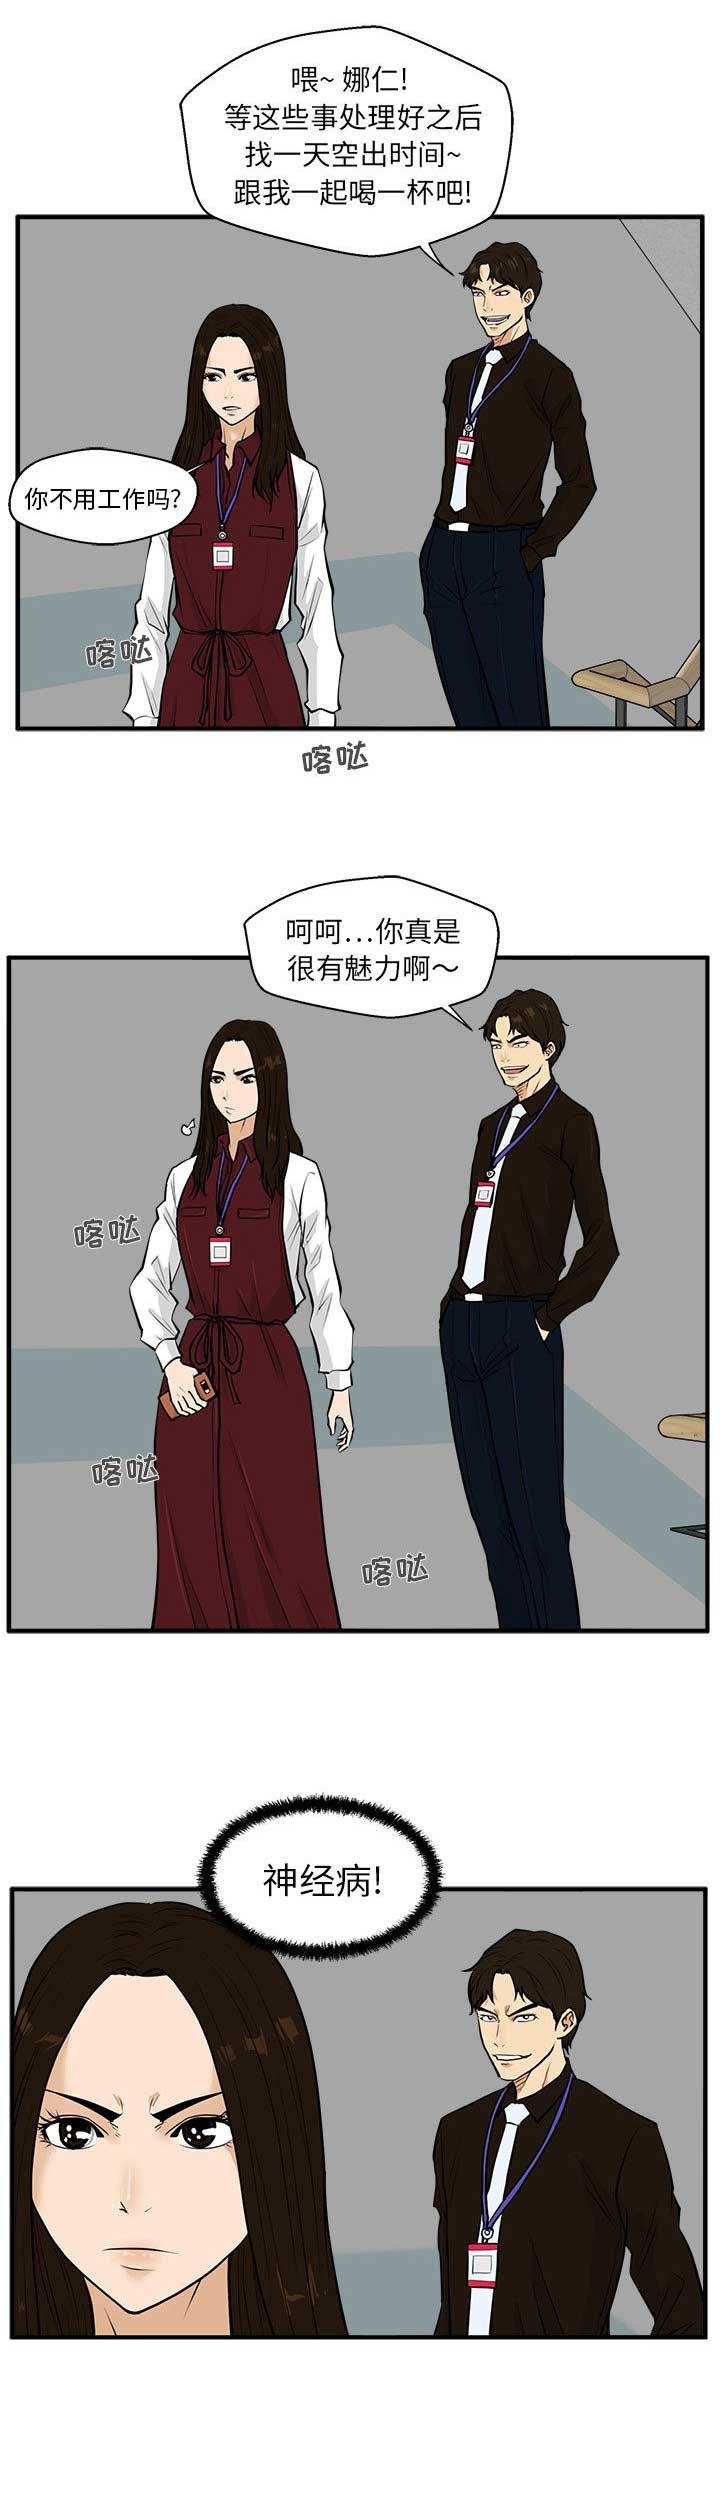 喂~ 娜仁!
等这些事处理好之后
找一天空出时间~
跟我一起喝一杯吧!
你不用工作吗?
喀哒
喀哒
呵呵...你真是
很有魅力啊~
喀哒
喀哒
喀哒
神经病!